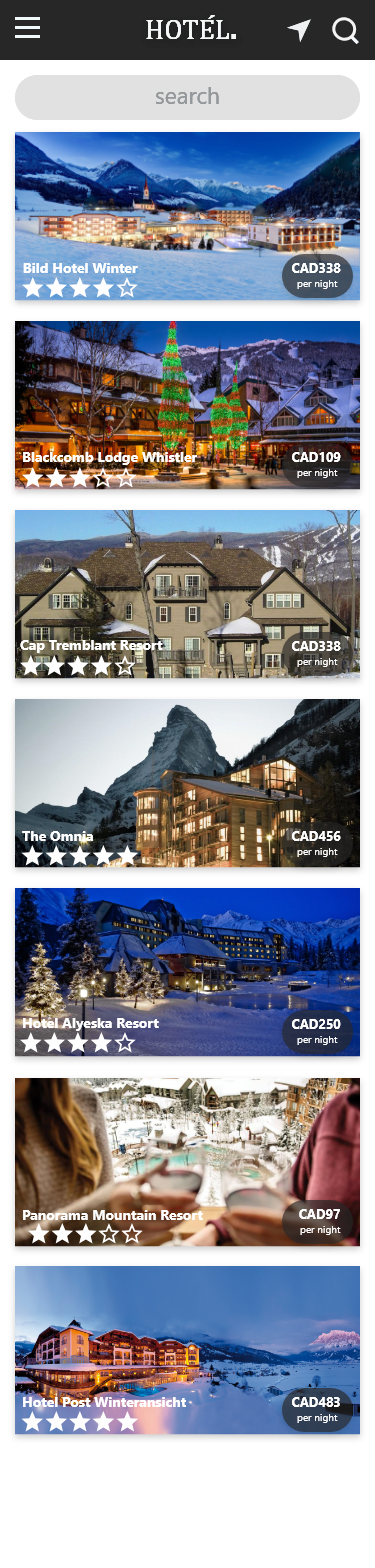 HOTÉL.
search
Bild Hotel Winter
CAD338
per night
Blackcomb Lodge Whistler
CAD109
per night
Cap Tremblant Resort
CAD338
per night
The Omnia
CAD456
per night
Hotel Alyeska Resort
CAD250
per night
Panorama Mountain Resort
CAD97
per night
Hotel Post Winteransicht
CAD483
per night